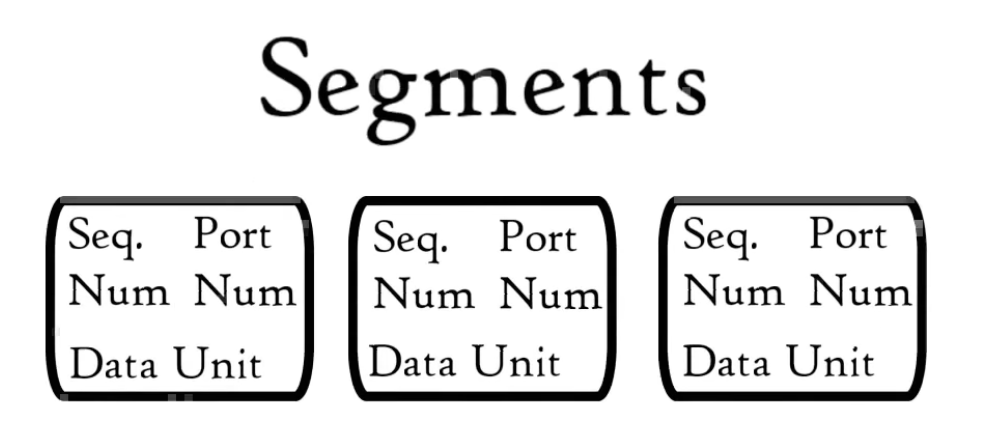 Segments
Seq. Port
Num Num
Data Unit
Seq. Port
Num Num
Data Unit
Seq. Port
Num Num
Data Unit